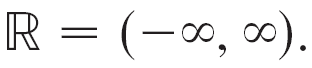 ℝ = (−∞, ∞).